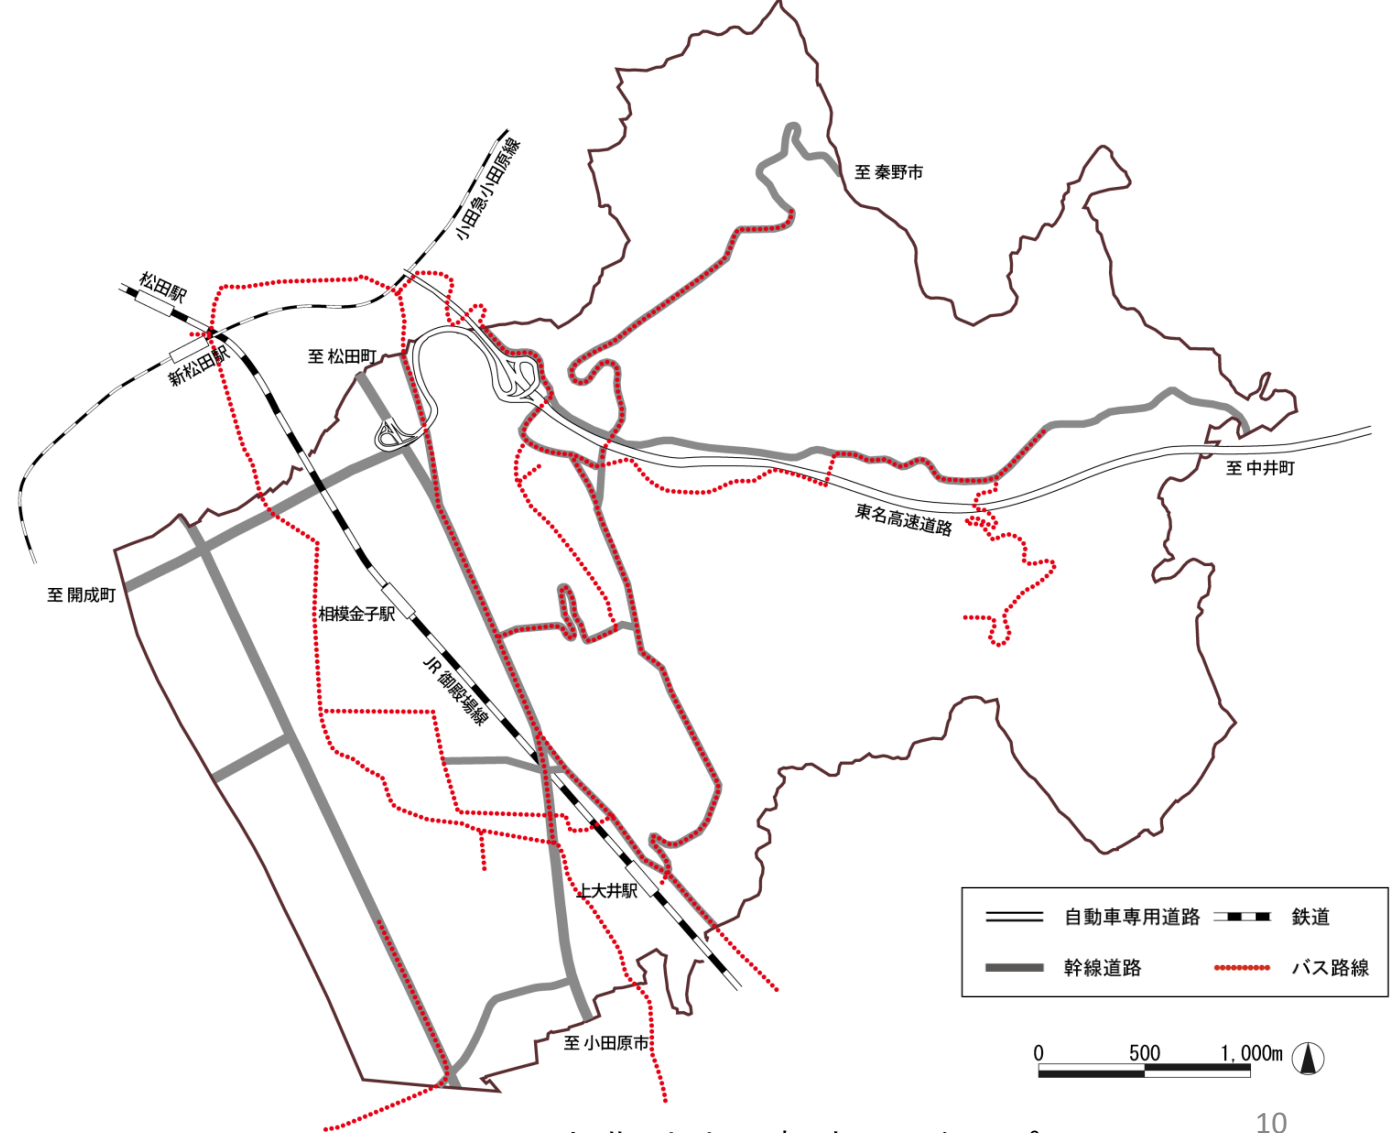 小田急小田原線
至 秦野市
松田駅
新松田駅
至 松田町
至 中井町
東名高速道路
至 開成町
相模金子駅
JR 御殿場線
上大井駅
至 小田原市
自動車専用道路
鉄道
幹線道路
バス路線
0 500 1,000m
10